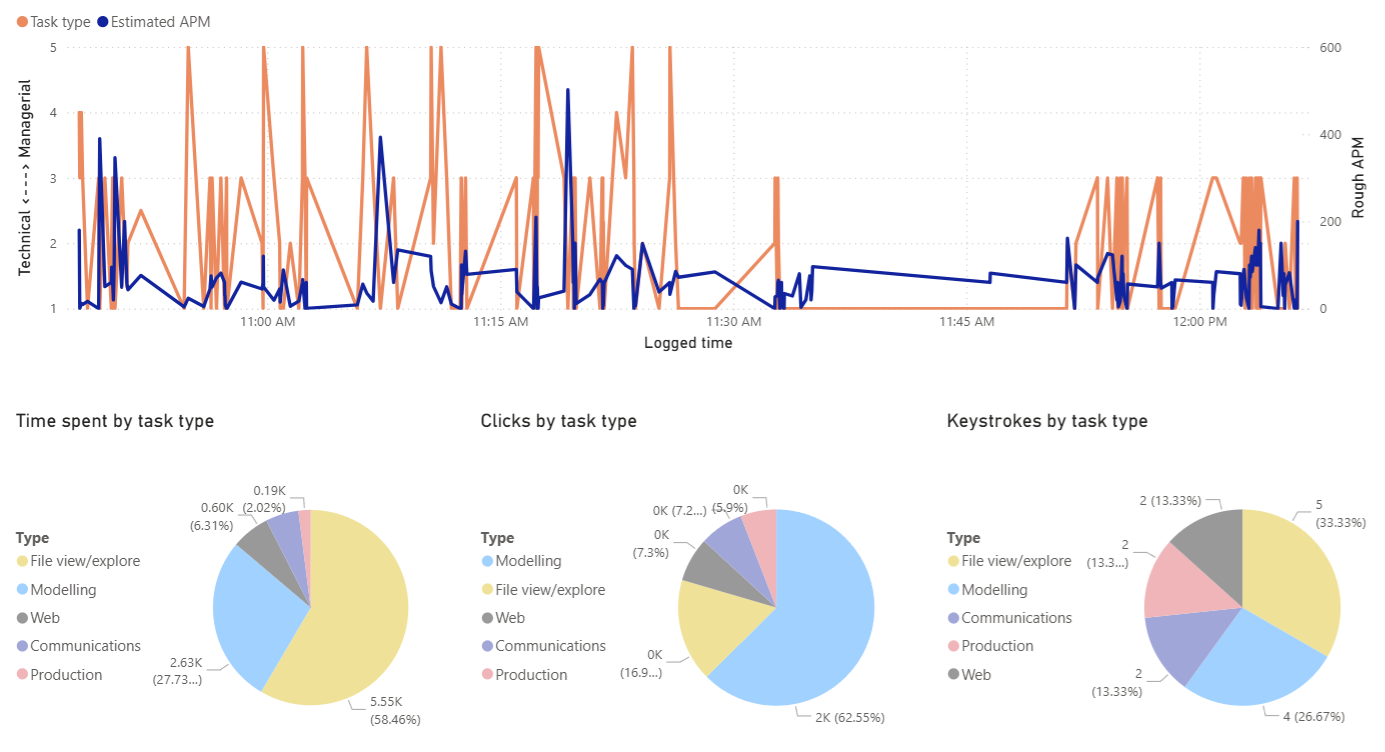 Task type Estimated APM
5 600
4 400
3
2 200
1 0
Technical <---> Managerial
Rough APM
11:00 AM 11:15 AM 11:30 AM 11:45 AM 12:00 PM
Logged time
Time spent by task type
0.19K
(2.02%)
0.60K
(6.31%)
Type
File view/explore
Modelling
Web
Communications
Production
2.63K
(27.73...)
5.55K
(58.46%)
Clicks by task type
0K
(5.9%)
0K (7.2...)
0K
(7.3%)
Type
Modelling
File view/explore
Web
Communications
Production
0K
(16.9...)
2K (62.55%)
Keystrokes by task type
2 (13.33%)
5
(33.33%)
2
(13.3...)
Type
File view/explore
Modelling
Communications
Production
Web
2
(13.33%)
4 (26.67%)